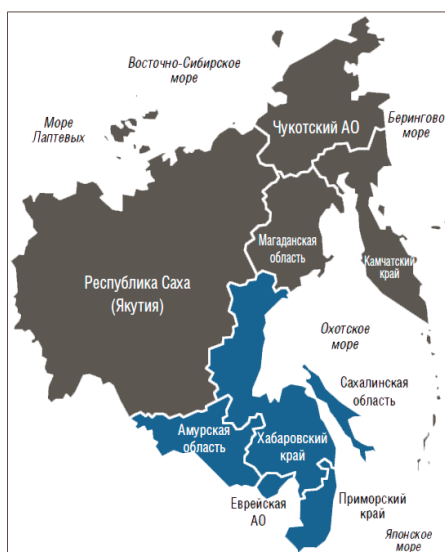 Восточно-Сибирское
море
Море
Лаптевых
Берингово
море
Чукотский АО
Магаданская
область
Камчатский
край
Республика Саха
(Якутия)
Охотское
море
Сахалинская
область
Амурская
область
Хабаровский
край
Еврейская
АО
Приморский
край
Японское
море